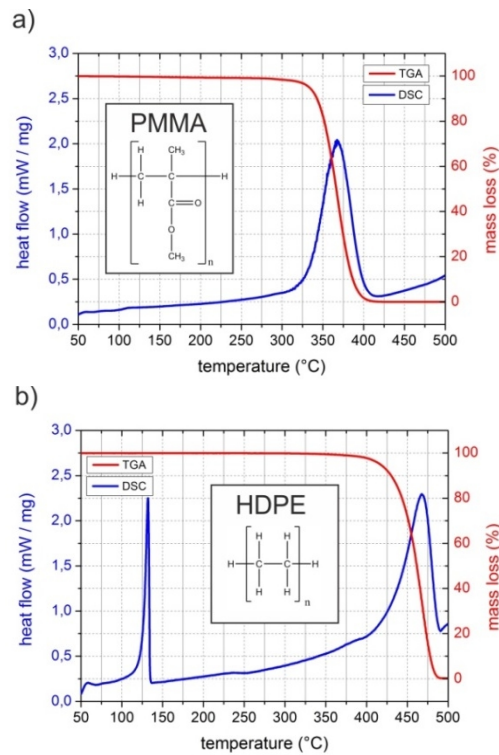 a)
3,0
2,5
2,0
1,5
1,0
0,5
0,0
heat flow (mW / mg)
TGA
DSC
PMMA
H CH3
H C C H
H C O
O
CH3
n
100
80
60
40
20
0
mass loss (%)
50 100 150 200 250 300 350 400 450 500
temperature (°C)
b)
3,0
2,5
2,0
1,5
1,0
0,5
0,0
heat flow (mW / mg)
TGA
DSC
HDPE
H H
H C C H
H H
n
100
80
60
40
20
0
mass loss (%)
50 100 150 200 250 300 350 400 450 500
temperature (°C)